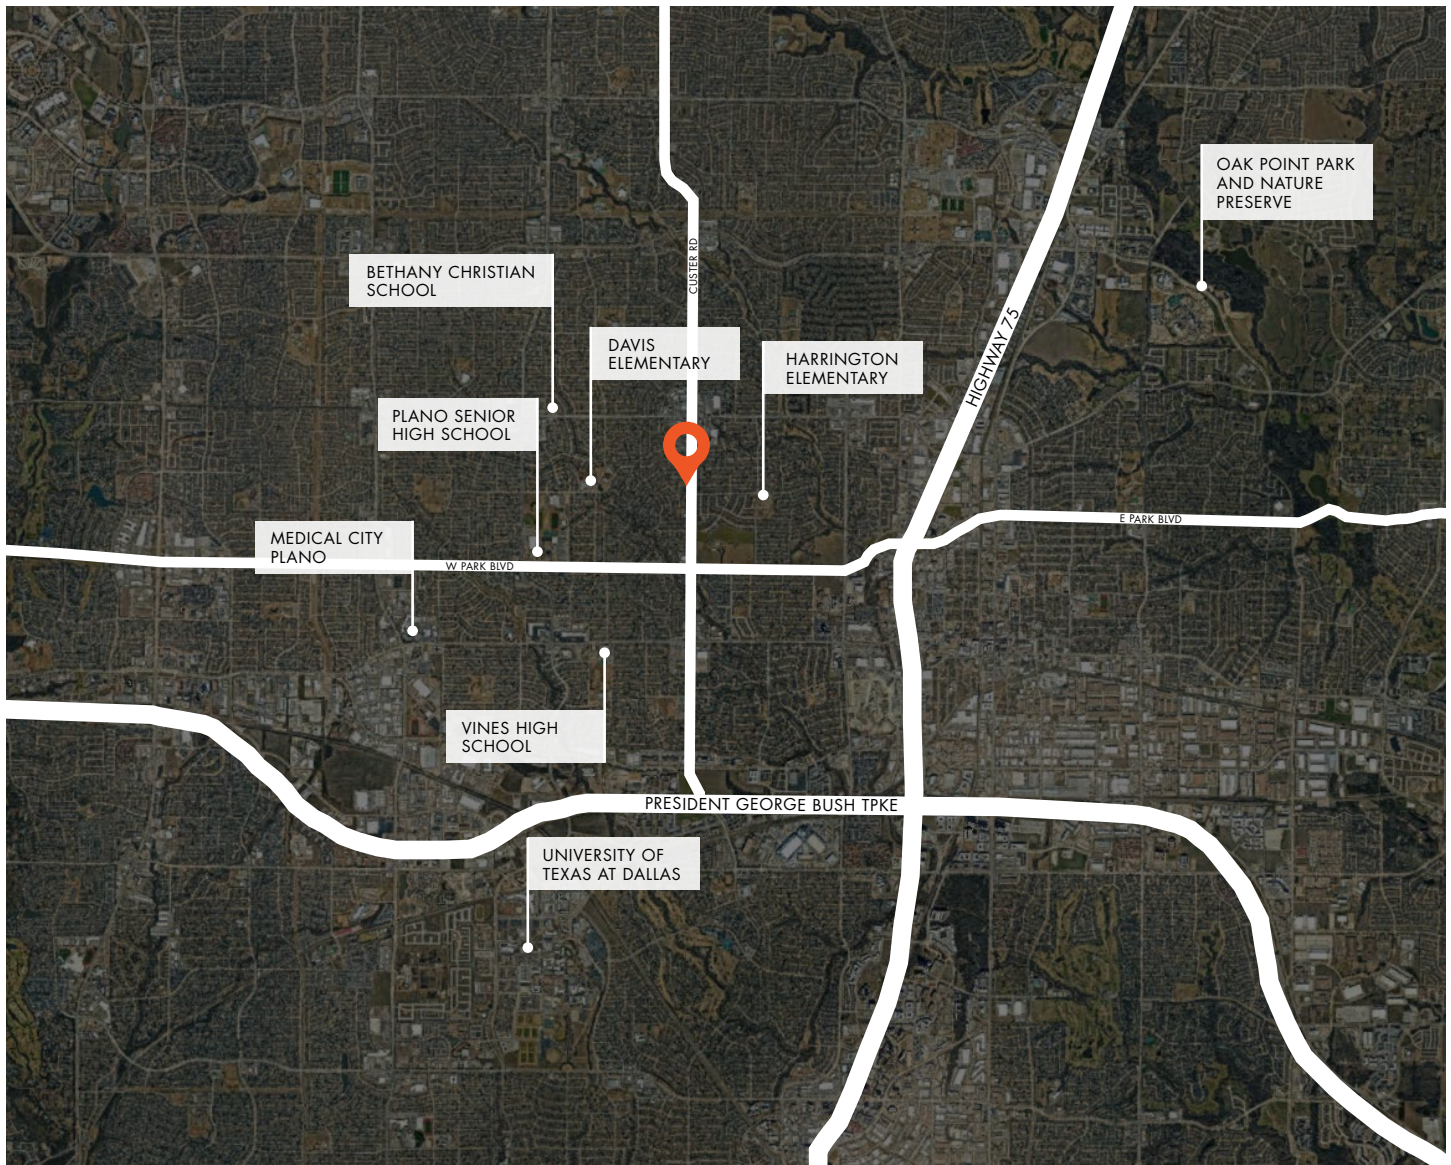 OAK POINT PARK
AND NATURE
PRESERVE
CUSTER RD
BETHANY CHRISTIAN
SCHOOL
HIGHWAY 75
DAVIS
ELEMENTARY
HARRINGTON
ELEMENTARY
PLANO SENIOR
HIGH SCHOOL
E PARK BLVD
MEDICAL CITY
PLANO
W PARK BLVD
VINES HIGH
SCHOOL
PRESIDENT GEORGE BUSH TPKE
UNIVERSITY OF
TEXAS AT DALLAS